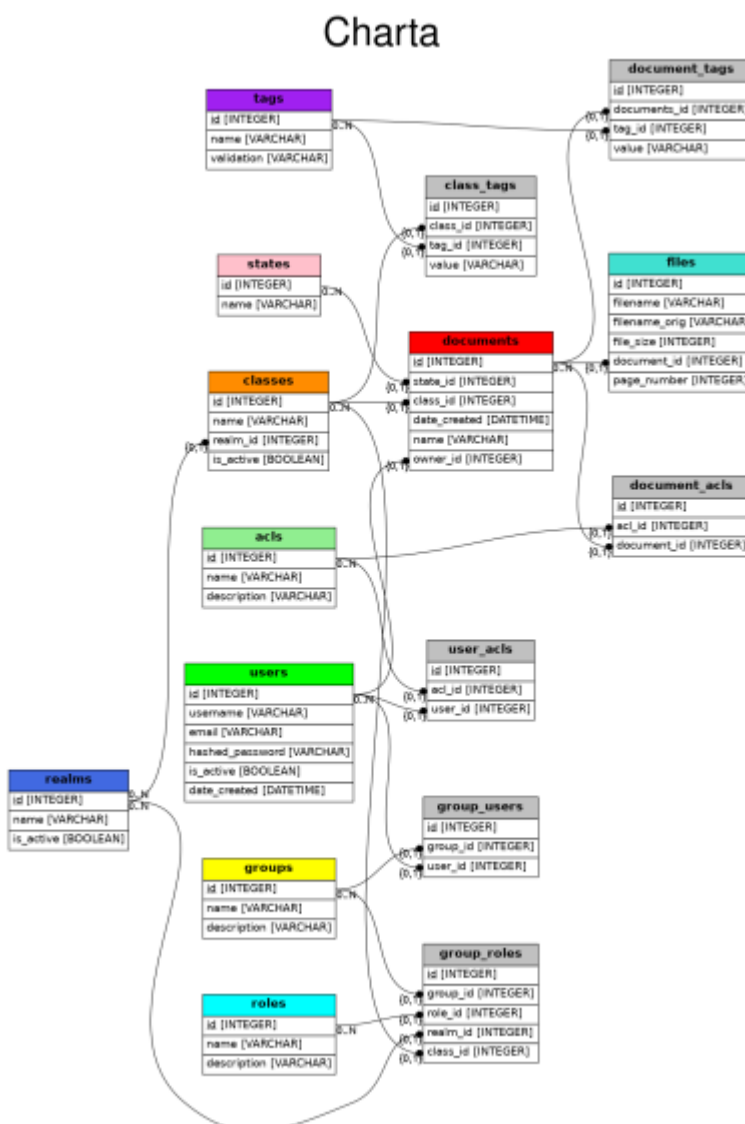 Charta
tags
id [INTEGER]
name [VARCHAR]
validation [VARCHAR]
0..N
document_tags
id [INTEGER]
documents_id [INTEGER]
tag_id [INTEGER]
value [VARCHAR]
{0,1}
{0,1}
class_tags
id [INTEGER]
class_id [INTEGER]
tag_id [INTEGER]
value [VARCHAR]
{0,1}
{0,1}
states
id [INTEGER]
name [VARCHAR]
0..N
files
id [INTEGER]
filename [VARCHAR]
filename_orig [VARCHAR
file_size [INTEGER]
document_id [INTEGER]
page_number [INTEGER]
{0,1}
documents
id [INTEGER]
state_id [INTEGER]
class_id [INTEGER]
date_created [DATETIME]
name [VARCHAR]
owner_id [INTEGER]
0..N
{0,1}
{0,1}
{0,1}
classes
id [INTEGER]
name [VARCHAR]
realm_id [INTEGER]
is_active [BOOLEAN]
0..N
{0,1}
document_acls
id [INTEGER]
acl_id [INTEGER]
document_id [INTEGER]
{0,1}
{0,1}
acls
id [INTEGER]
name [VARCHAR]
description [VARCHAR]
0..N
user_acls
id [INTEGER]
acl_id [INTEGER]
user_id [INTEGER]
{0,1}
{0,1}
users
id [INTEGER]
username [VARCHAR]
email [VARCHAR]
hashed_password [VARCHAR]
is_active [BOOLEAN]
date_created [DATETIME]
0..N
realms
id [INTEGER]
name [VARCHAR]
is_active [BOOLEAN]
0..N
0..N
group_users
id [INTEGER]
group_id [INTEGER]
user_id [INTEGER]
{0,1}
{0,1}
groups
id [INTEGER]
name [VARCHAR]
description [VARCHAR]
0..N
group_roles
id [INTEGER]
group_id [INTEGER]
role_id [INTEGER]
realm_id [INTEGER]
class_id [INTEGER]
{0,1}
{0,1}
{0,1}
{0,1}
roles
id [INTEGER]
name [VARCHAR]
description [VARCHAR]
0..N